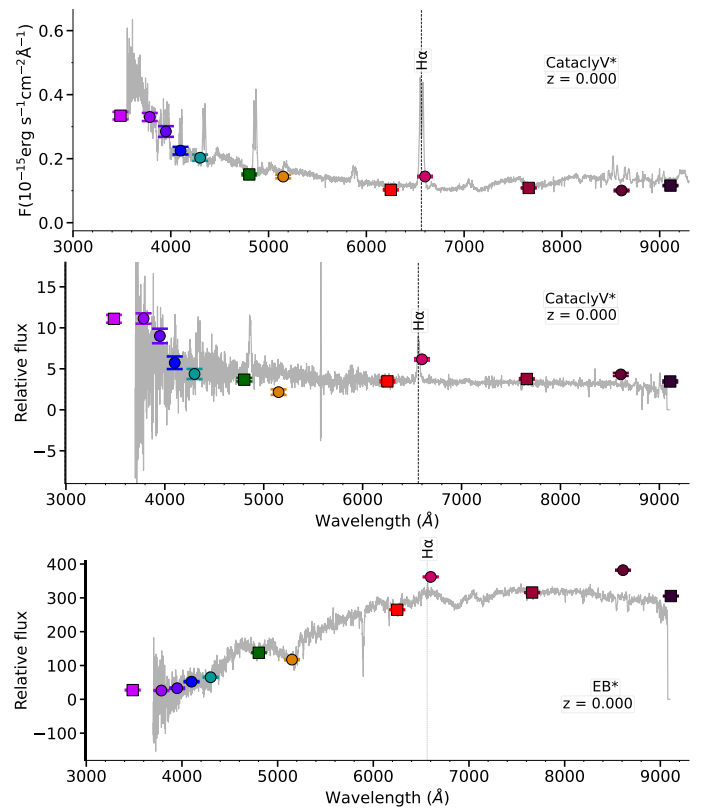 F(10⁻¹⁵erg s⁻¹cm⁻²Å⁻¹)
0.6
0.4
0.2
0.0
Hα
CataclyV*
z = 0.000
3000 4000 5000 6000 7000 8000 9000
Relative flux
15
10
5
0
−5
Hα
CataclyV*
z = 0.000
3000 4000 5000 6000 7000 8000 9000
Wavelength (Å)
Relative flux
400
300
200
100
0
−100
Hα
EB*
z = 0.000
3000 4000 5000 6000 7000 8000 9000
Wavelength (Å)